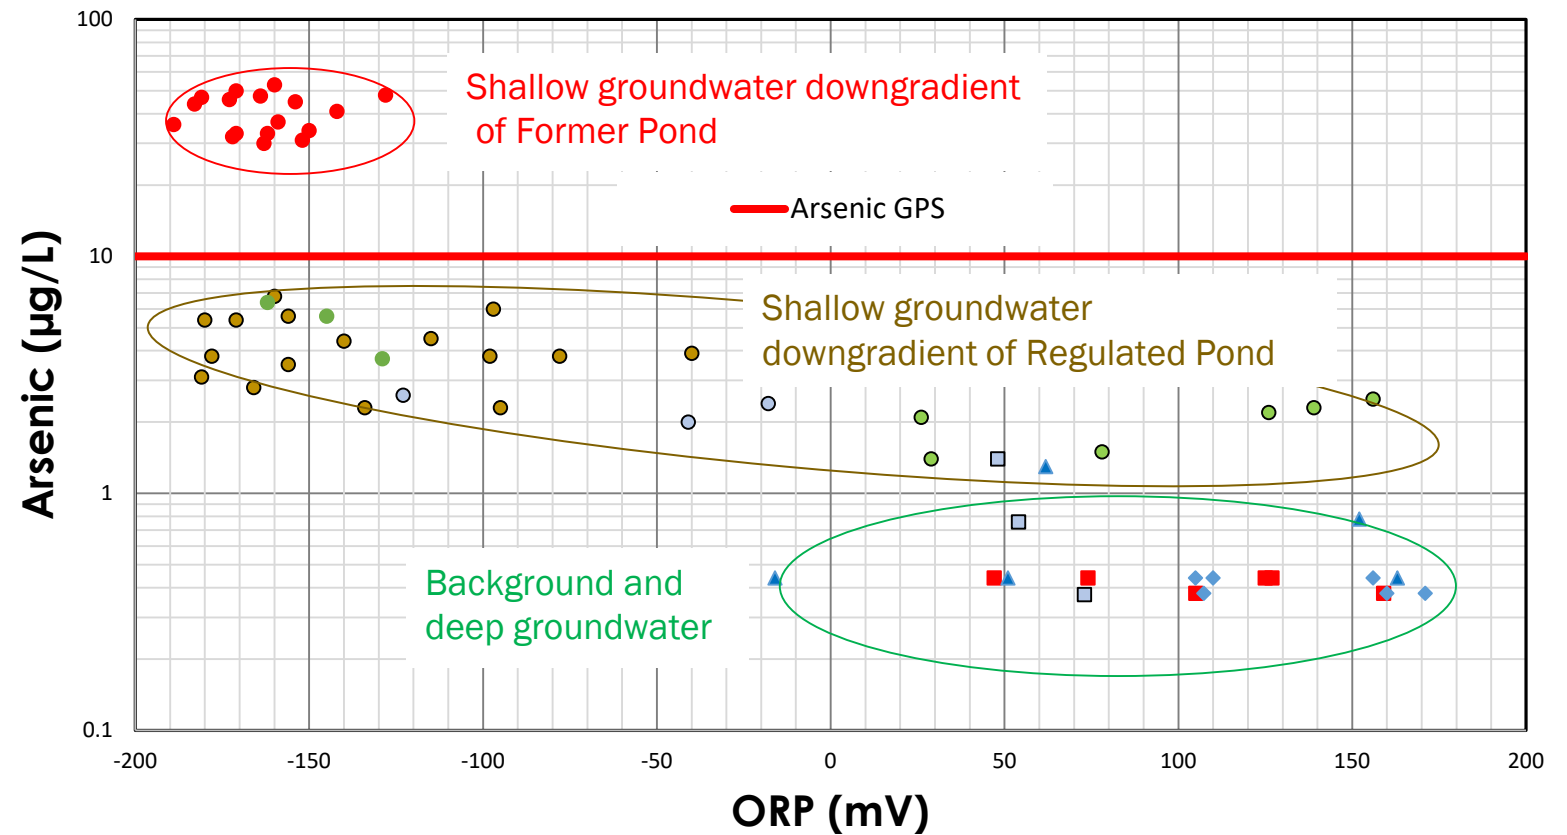 100
Shallow groundwater downgradient
of Former Pond
Arsenic GPS
10
Shallow groundwater
downgradient of Regulated Pond
Arsenic (µg/L)
1
Background and
deep groundwater
0.1
-200 -150 -100 -50 0 50 100 150 200
ORP (mV)